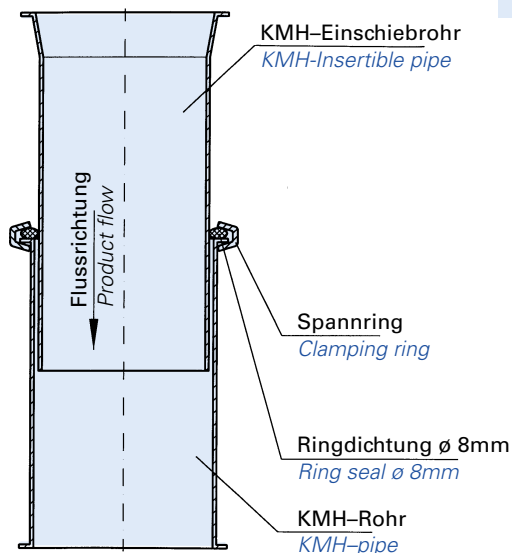 KMH–Einschiebrohr
KMH-Insertible pipe
Flussrichtung
Product flow
Spannring
Clamping ring
Ringdichtung ø 8mm
Ring seal ø 8mm
KMH–Rohr
KMH–pipe